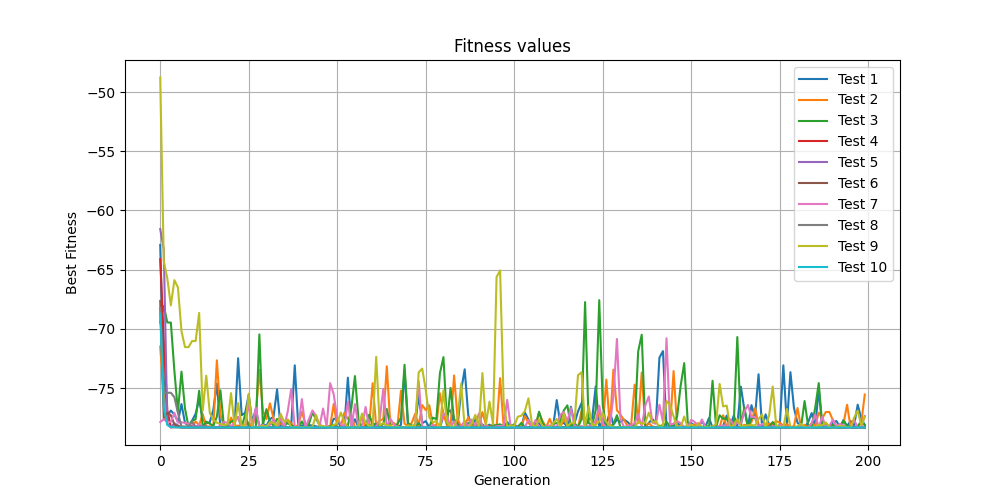 Fitness values
Best Fitness
−50
−55
−60
−65
−70
−75
0
25
50
75
100
125
150
175
200
Generation
Test 1
Test 2
Test 3
Test 4
Test 5
Test 6
Test 7
Test 8
Test 9
Test 10